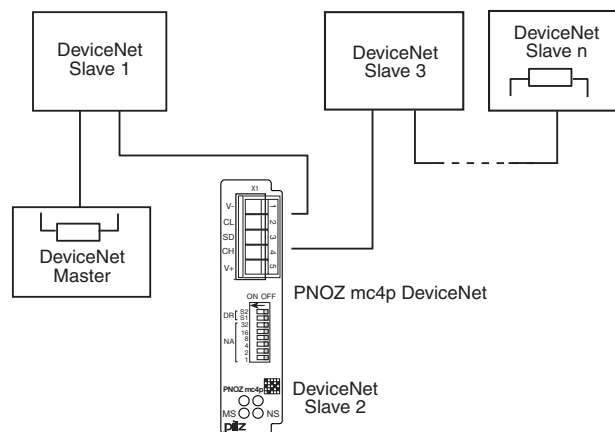 DeviceNet
Slave 1
DeviceNet
Slave 3
DeviceNet
Slave n
DeviceNet
Master
X1
V- 1
CL 2
SD 3
CH 4
V+ 5
PNOZ mc4p DeviceNet
ON OFF
DR
S2
S1
NA
32
16
8
4
2
1
PNOZ mc4p
DeviceNet
Slave 2
MS NS
pilz